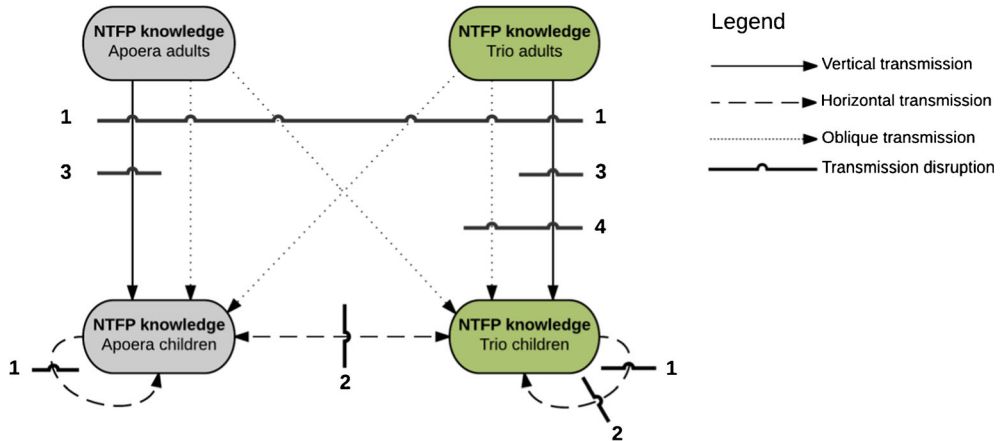 NTFP knowledge
Apoera adults
NTFP knowledge
Trio adults
Legend
Vertical transmission
Horizontal transmission
Oblique transmission
Transmission disruption
1
1
3
3
4
NTFP knowledge
Apoera children
NTFP knowledge
Trio children
1
2
1
2